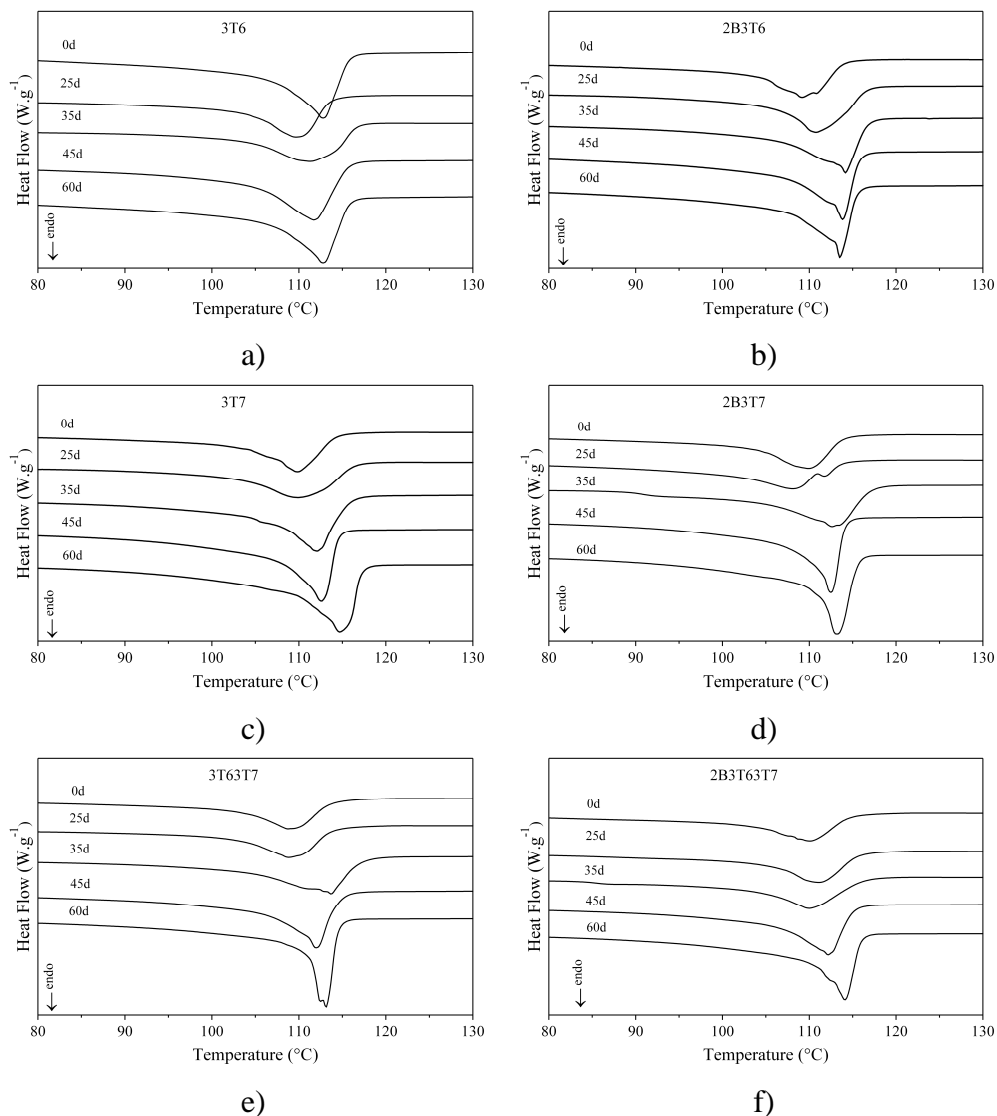 3T6
0d
25d
35d
45d
60d
Heat Flow (W.g-1)
endo
80 90 100 110 120 130
Temperature (°C)
a)
2B3T6
0d
25d
35d
45d
60d
Heat Flow (W.g-1)
endo
80 90 100 110 120 130
Temperature (°C)
b)
3T7
0d
25d
35d
45d
60d
Heat Flow (W.g-1)
endo
80 90 100 110 120 130
Temperature (°C)
c)
2B3T7
0d
25d
35d
45d
60d
Heat Flow (W.g-1)
endo
80 90 100 110 120 130
Temperature (°C)
d)
3T63T7
0d
25d
35d
45d
60d
Heat Flow (W.g-1)
endo
80 90 100 110 120 130
Temperature (°C)
e)
2B3T63T7
0d
25d
35d
45d
60d
Heat Flow (W.g-1)
endo
80 90 100 110 120 130
Temperature (°C)
f)